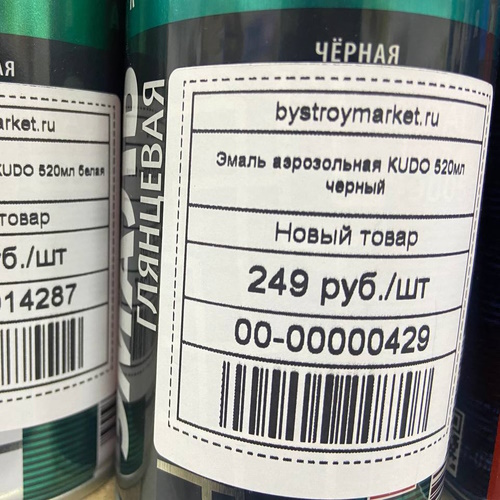 ЧЁРНАЯ
ГЛЯНЦЕВАЯ
bystroymarket.ru
Эмаль аэрозольная KUDO 520мл
черный
Новый товар
249 руб./шт
00-00000429
АЯ
arket.ru
KUDO 520мл белая
товар
б./шт
014287